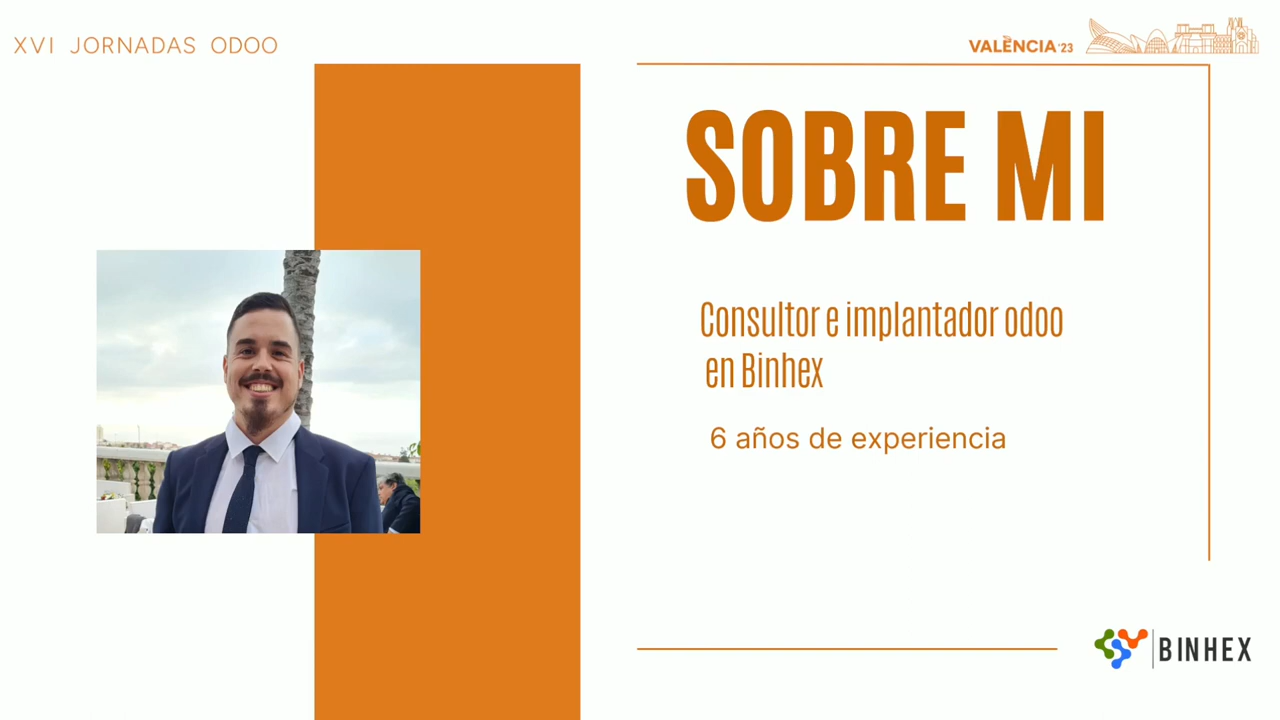 XVI JORNADAS ODOO
VALÈNCIA '23
SOBRE MI
Consultor e implantador odoo
en Binhex
6 años de experiencia
BINHEX